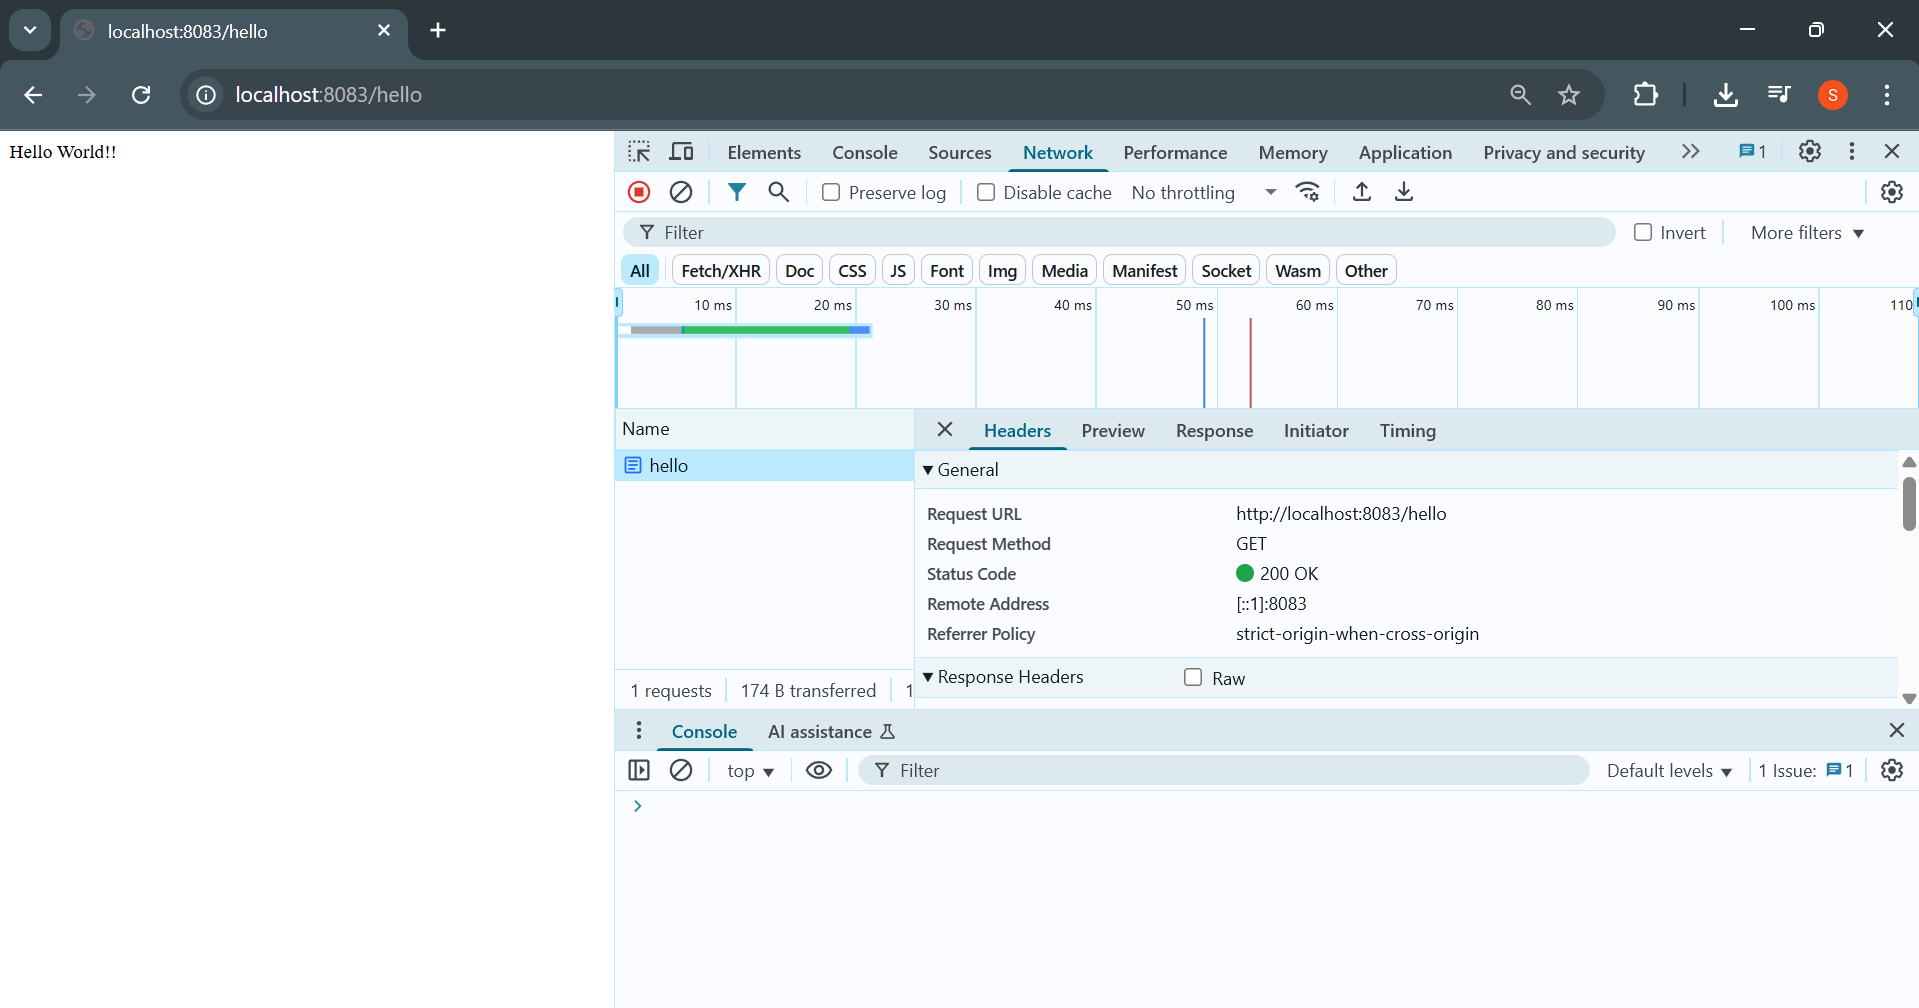 localhost:8083/hello
localhost:8083/hello
S
Hello World!!
Elements Console Sources Network Performance Memory Application Privacy and security 1
Preserve log Disable cache No throttling
Filter Invert More filters
All Fetch/XHR Doc CSS JS Font Img Media Manifest Socket Wasm Other
10 ms 20 ms 30 ms 40 ms 50 ms 60 ms 70 ms 80 ms 90 ms 100 ms 110
Name
Headers Preview Response Initiator Timing
hello
General
Request URL http://localhost:8083/hello
Request Method GET
Status Code 200 OK
Remote Address [::1]:8083
Referrer Policy strict-origin-when-cross-origin
Response Headers Raw
1 requests 174 B transferred 1
Console AI assistance
top Filter Default levels 1 Issue: 1